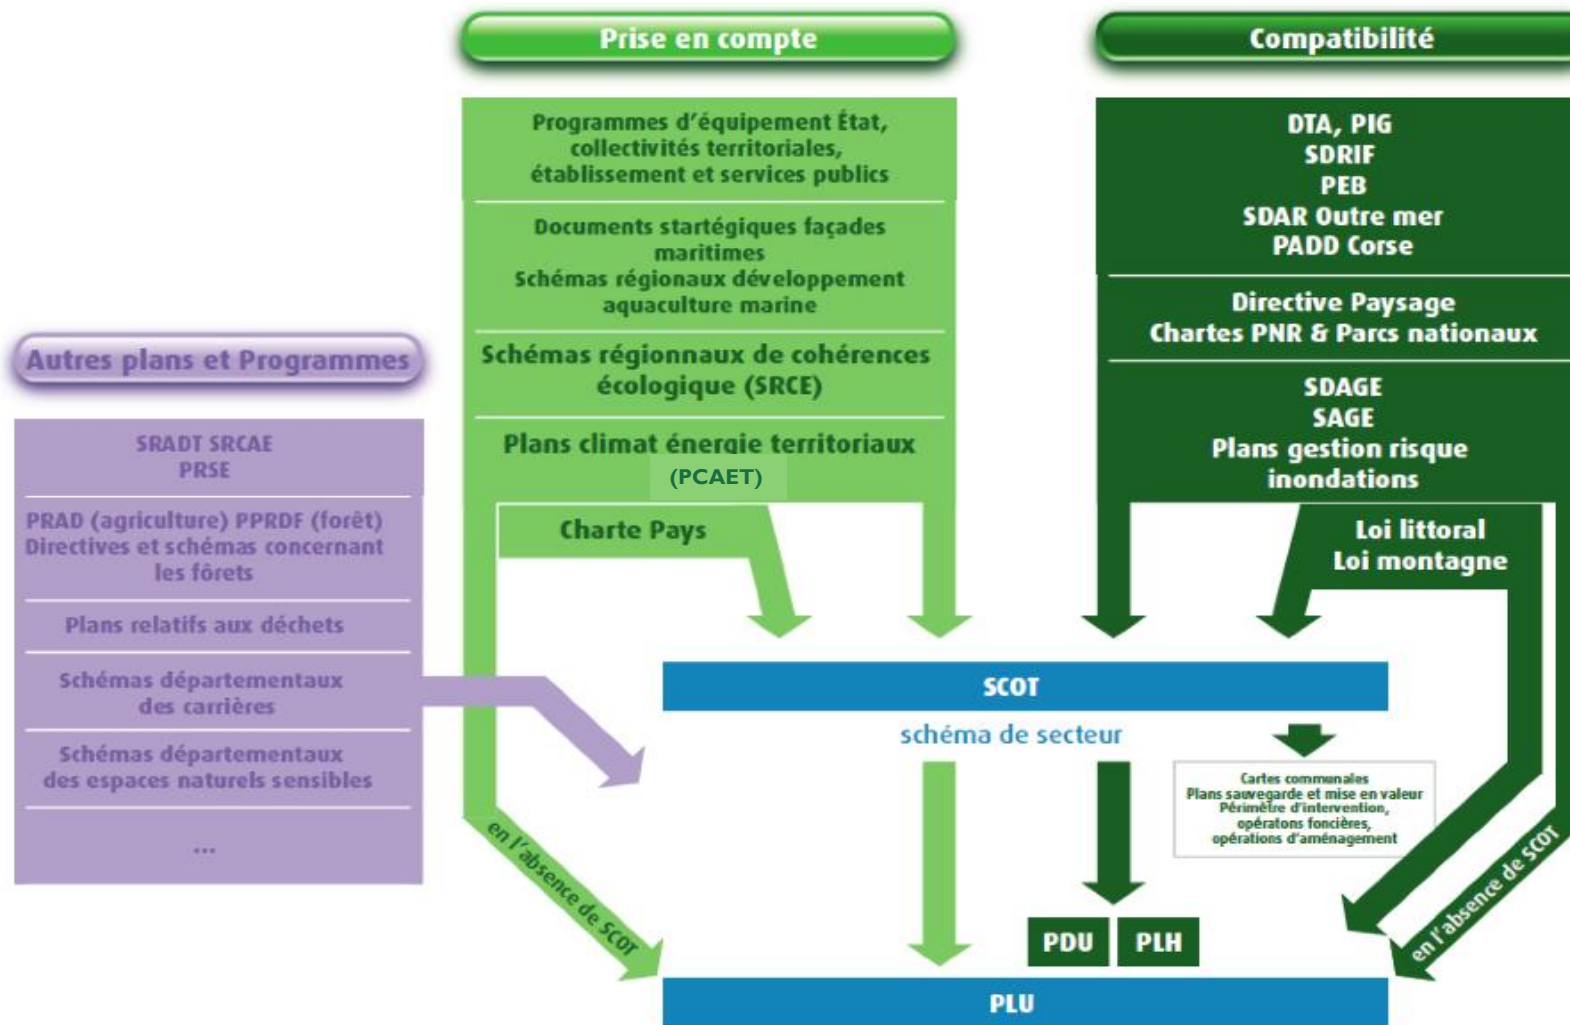 Prise en compte
Programmes d'équipement État,
collectivités territoriales,
établissement et services publics
Documents startégiques façades
maritimes
Schémas régionaux développement
aquaculture marine
Schémas régionnaux de cohérences
écologique (SRCE)
Plans climat énergie territoriaux
(PCAET)
Charte Pays
Compatibilité
DTA, PIG
SDRIF
PEB
SDAR Outre mer
PADD Corse
Directive Paysage
Chartes PNR & Parcs nationaux
SDAGE
SAGE
Plans gestion risque
inondations
Loi littoral
Loi montagne
Autres plans et Programmes
SRADT SRCAE
PRSE
PRAD (agriculture) PPRDF (forêt)
Directives et schémas concernant
les fôrets
Plans relatifs aux déchets
Schémas départementaux
des carrières
Schémas départementaux
des espaces naturels sensibles
...
SCOT
schéma de secteur
Cartes communales
Plans sauvegarde et mise en valeur
Périmètre d'intervention,
opératons foncières,
opérations d'aménagement
en l'absence de SCOT
en l'absence de SCOT
PDU
PLH
PLU